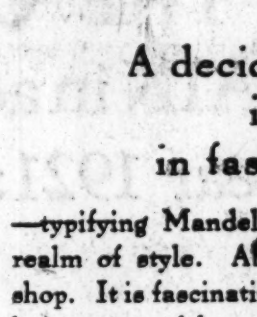 A decid
i
in fas
—typifying Mandel
realm of style. A
shop. It is fascinati